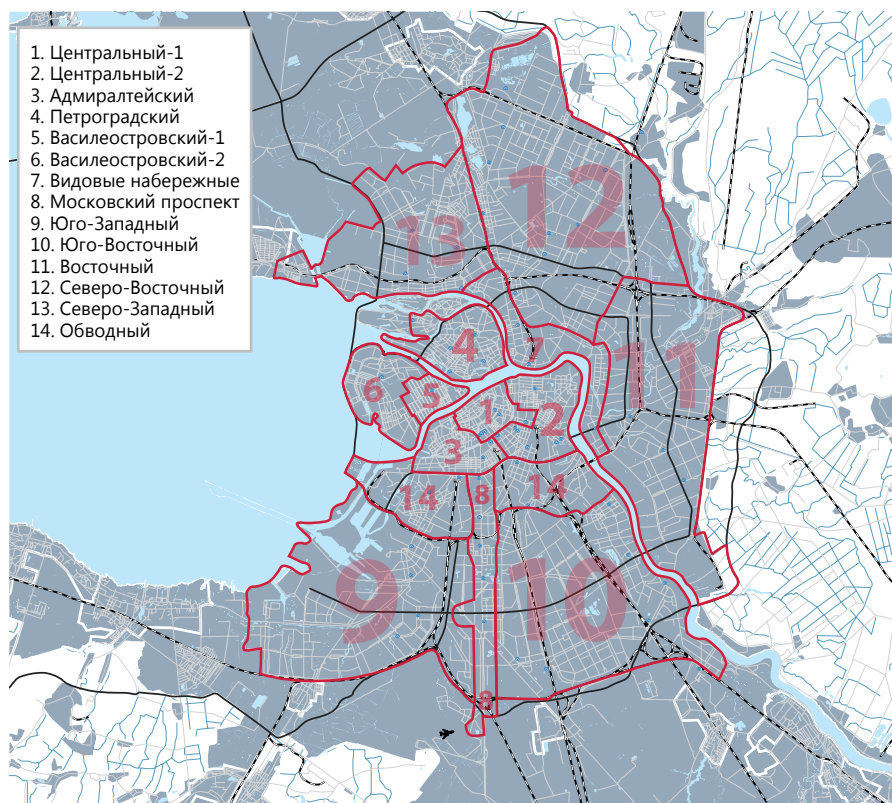 1. Центральный-1
2. Центральный-2
3. Адмиралтейский
4. Петроградский
5. Василеостровский-1
6. Василеостровский-2
7. Видовые набережные
8. Московский проспект
9. Юго-Западный
10. Юго-Восточный
11. Восточный
12. Северо-Восточный
13. Северо-Западный
14. Обводный
12
13
4
7
11
6
5
1
2
3
14
8
14
9
10
8